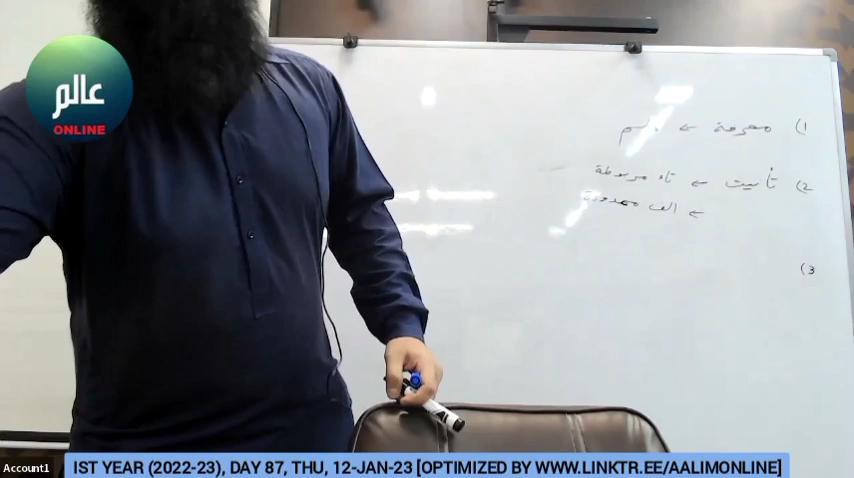 عالم
ONLINE
1) معرفة ← اسم
2) تأنيث ← تاء مربوطة
← الف ممدودة
3)
Account1
IST YEAR (2022-23), DAY 87, THU, 12-JAN-23 [OPTIMIZED BY WWW.LINKTR.EE/AALIMONLINE]